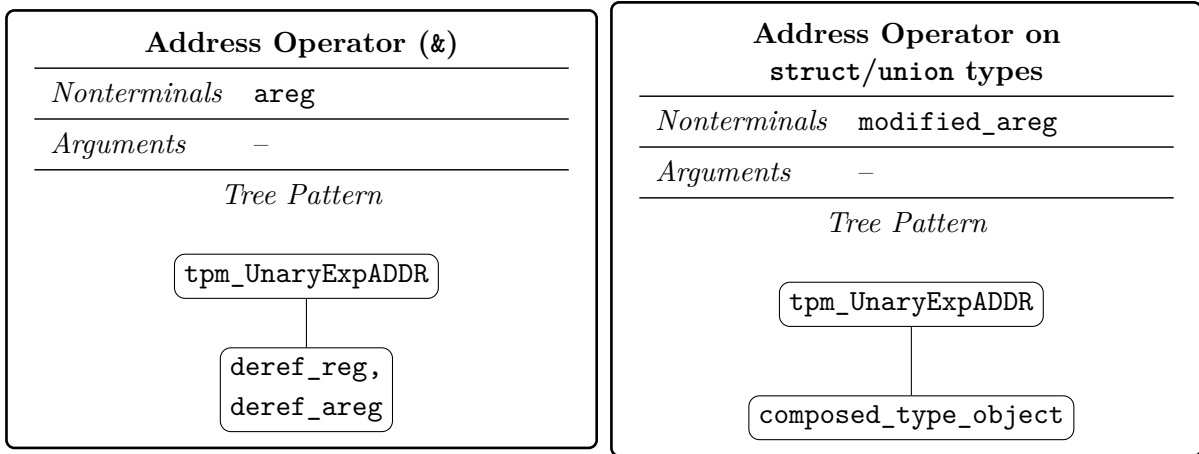 Address Operator (&)
Nonterminals areg
Arguments –
Tree Pattern
tpm_UnaryExpADDR
deref_reg,
deref_areg
Address Operator on
struct/union types
Nonterminals modified_areg
Arguments –
Tree Pattern
tpm_UnaryExpADDR
composed_type_object